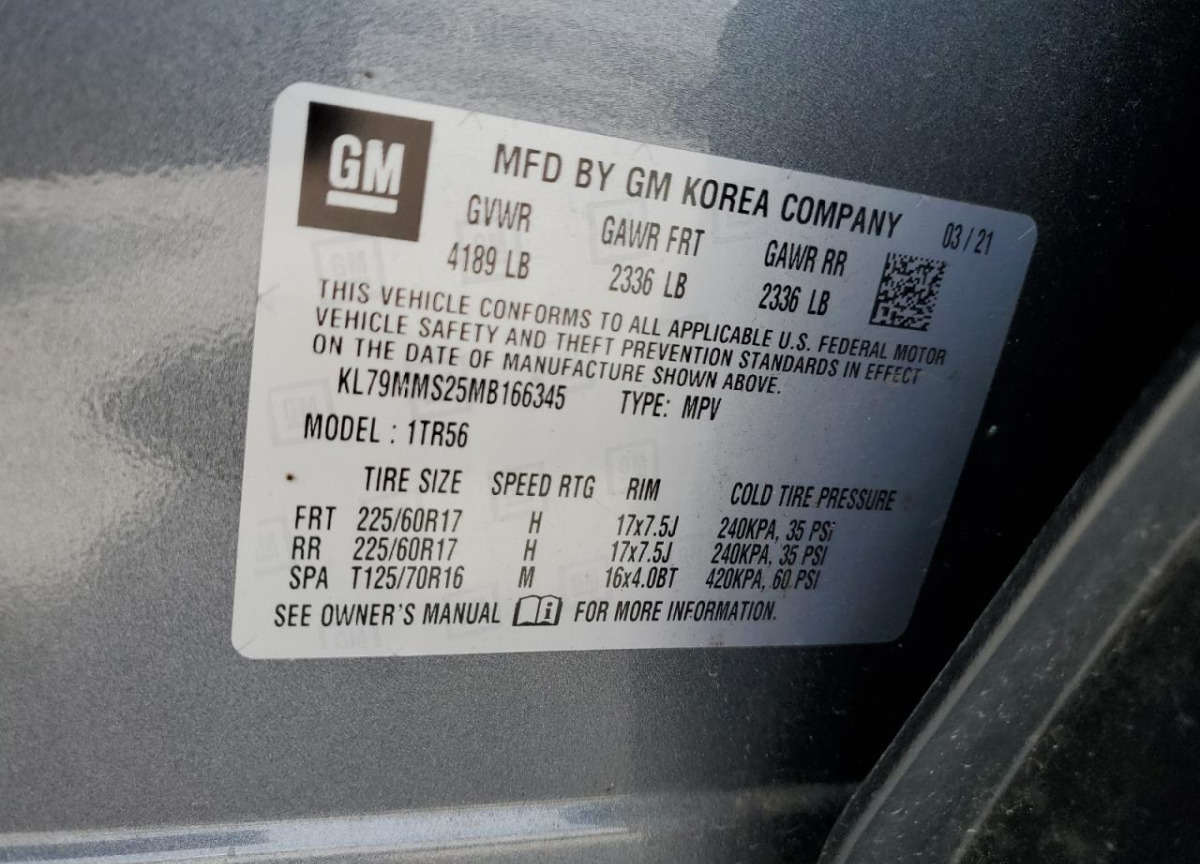 GM
MFD BY GM KOREA COMPANY 03/21
GVWR GAWR FRT GAWR RR
4189 LB 2336 LB 2336 LB
THIS VEHICLE CONFORMS TO ALL APPLICABLE U.S. FEDERAL MOTOR
VEHICLE SAFETY AND THEFT PREVENTION STANDARDS IN EFFECT
ON THE DATE OF MANUFACTURE SHOWN ABOVE.
KL79MMS25MB166345 TYPE: MPV
MODEL : 1TR56
TIRE SIZE SPEED RTG RIM COLD TIRE PRESSURE
FRT 225/60R17 H 17x7.5J 240KPA, 35 PSI
RR 225/60R17 H 17x7.5J 240KPA, 35 PSI
SPA T125/70R16 M 16x4.0BT 420KPA, 60 PSI
SEE OWNER'S MANUAL i FOR MORE INFORMATION.